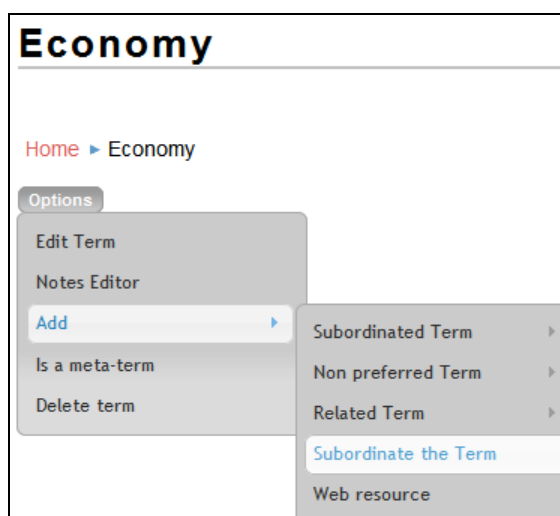 Economy
Home ► Economy
Options
Edit Term
Notes Editor
Add
Is a meta-term
Delete term
Subordinated Term
Non preferred Term
Related Term
Subordinate the Term
Web resource